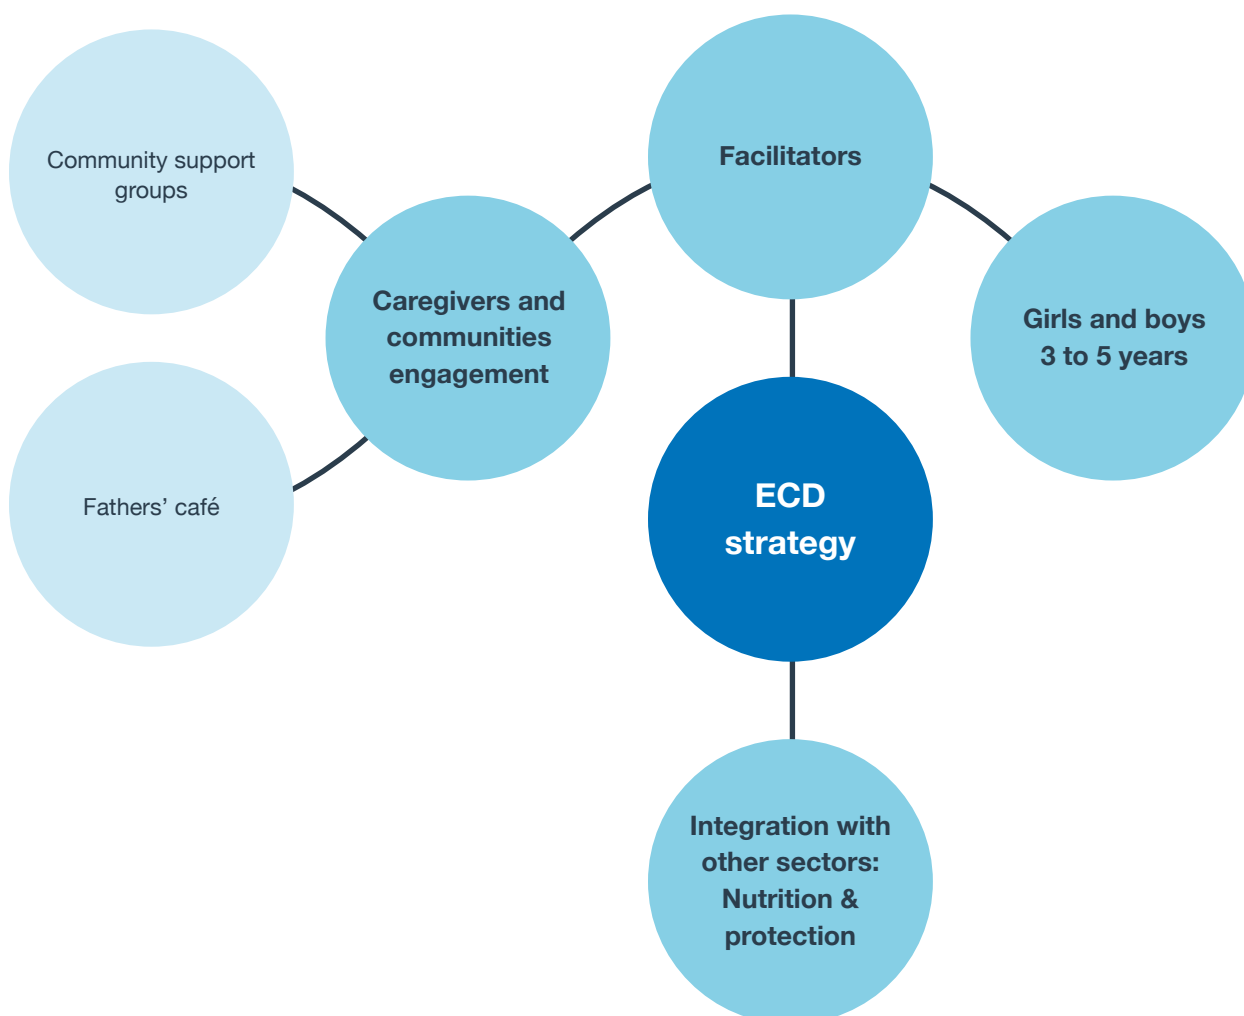 Community support
groups
Fathers’ café
Caregivers and
communities
engagement
Facilitators
Girls and boys
3 to 5 years
ECD
strategy
Integration with
other sectors:
Nutrition &
protection